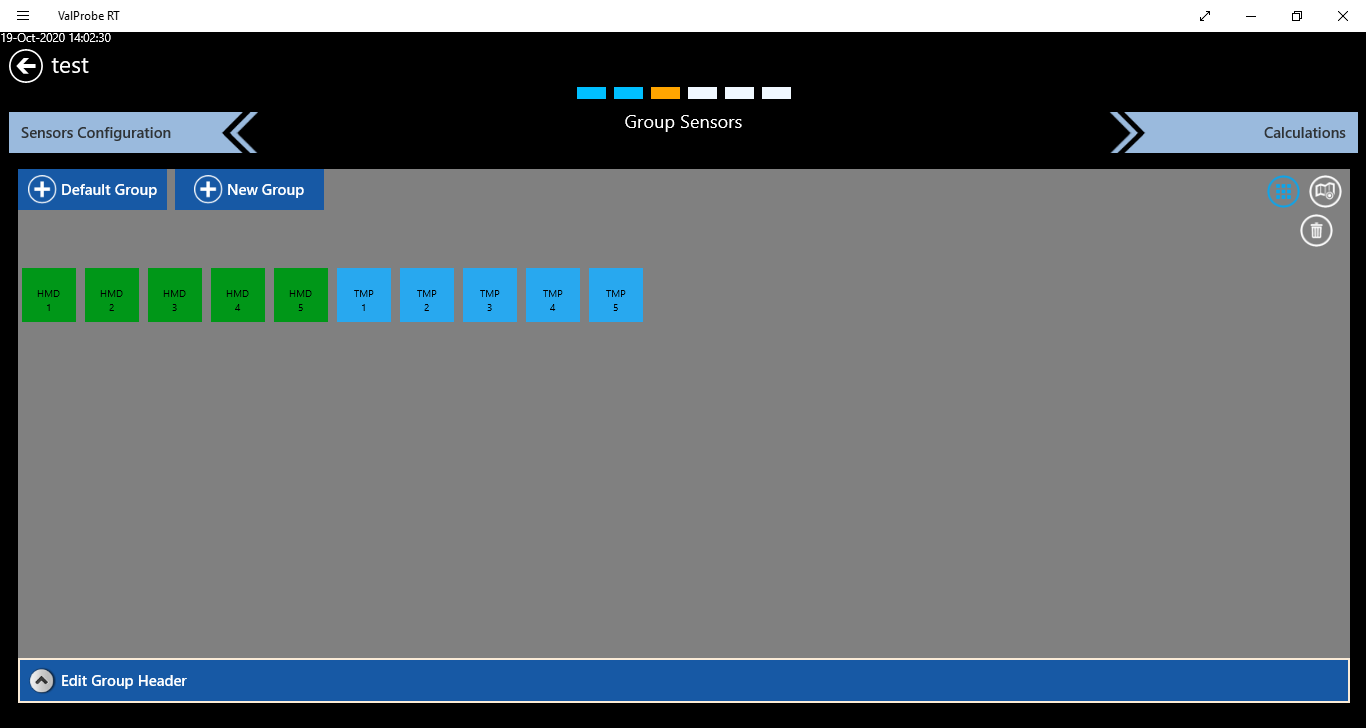 ValProbe RT
19-Oct-2020 14:02:30
test
Group Sensors
Sensors Configuration
Calculations
Default Group
New Group
HMD
1
HMD
2
HMD
3
HMD
4
HMD
5
TMP
1
TMP
2
TMP
3
TMP
4
TMP
5
Edit Group Header